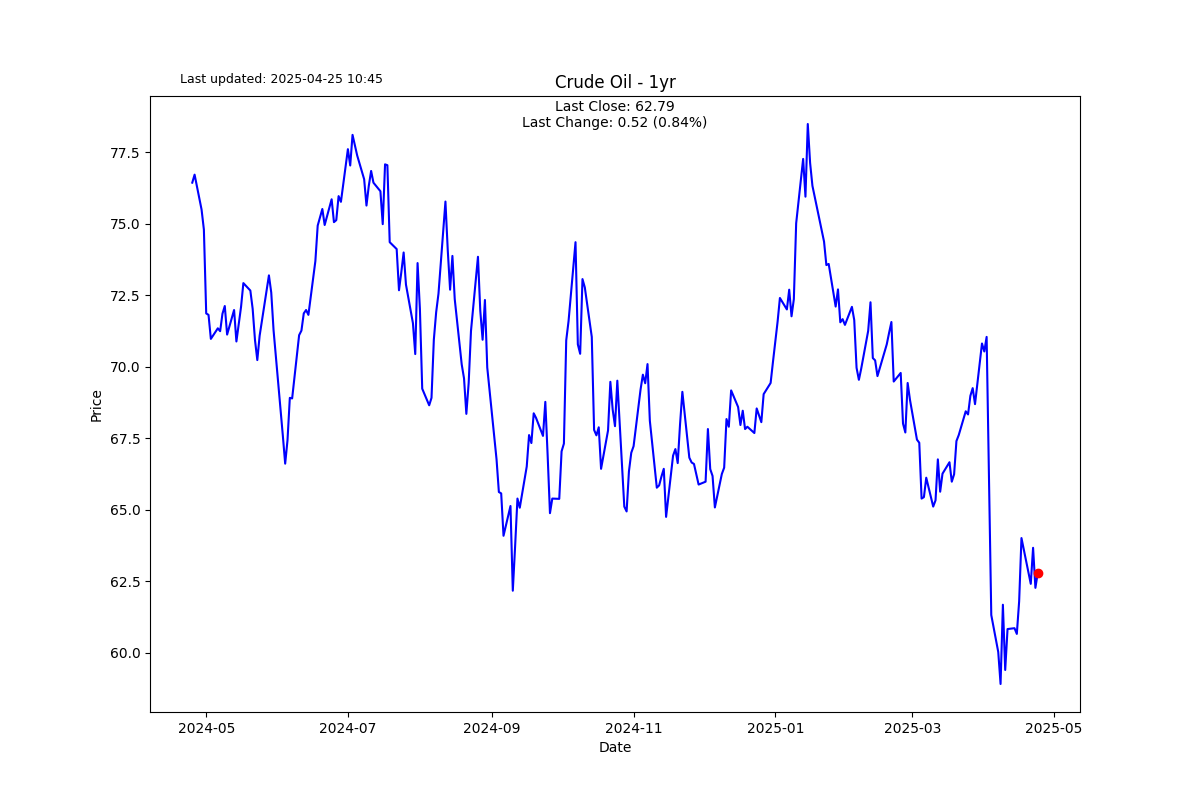 Last updated: 2025-04-25 10:45
Crude Oil - 1yr
Last Close: 62.79
Last Change: 0.52 (0.84%)
77.5
75.0
72.5
70.0
67.5
65.0
62.5
60.0
Price
2024-05
2024-07
2024-09
2024-11
2025-01
2025-03
2025-05
Date